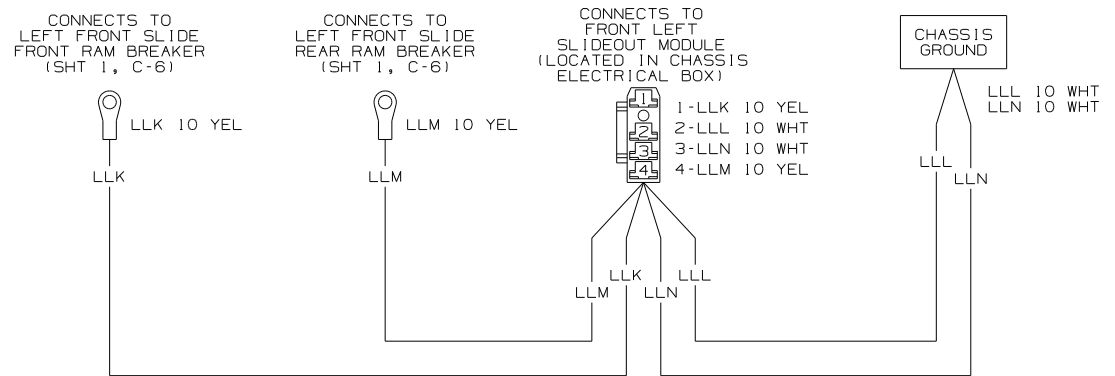 CONNECTS TO
LEFT FRONT SLIDE
FRONT RAM BREAKER
(SHT 1, C-6)
LLK 10 YEL
LLK
CONNECTS TO
LEFT FRONT SLIDE
REAR RAM BREAKER
(SHT 1, C-6)
LLM 10 YEL
LLM
CONNECTS TO
FRONT LEFT
SLIDEOUT MODULE
(LOCATED IN CHASSIS
ELECTRICAL BOX)
1
2
3
4
1-LLK 10 YEL
2-LLL 10 WHT
3-LLN 10 WHT
4-LLM 10 YEL
LLM
LLK
LLN
LLL
CHASSIS
GROUND
LLL 10 WHT
LLN 10 WHT
LLL
LLN